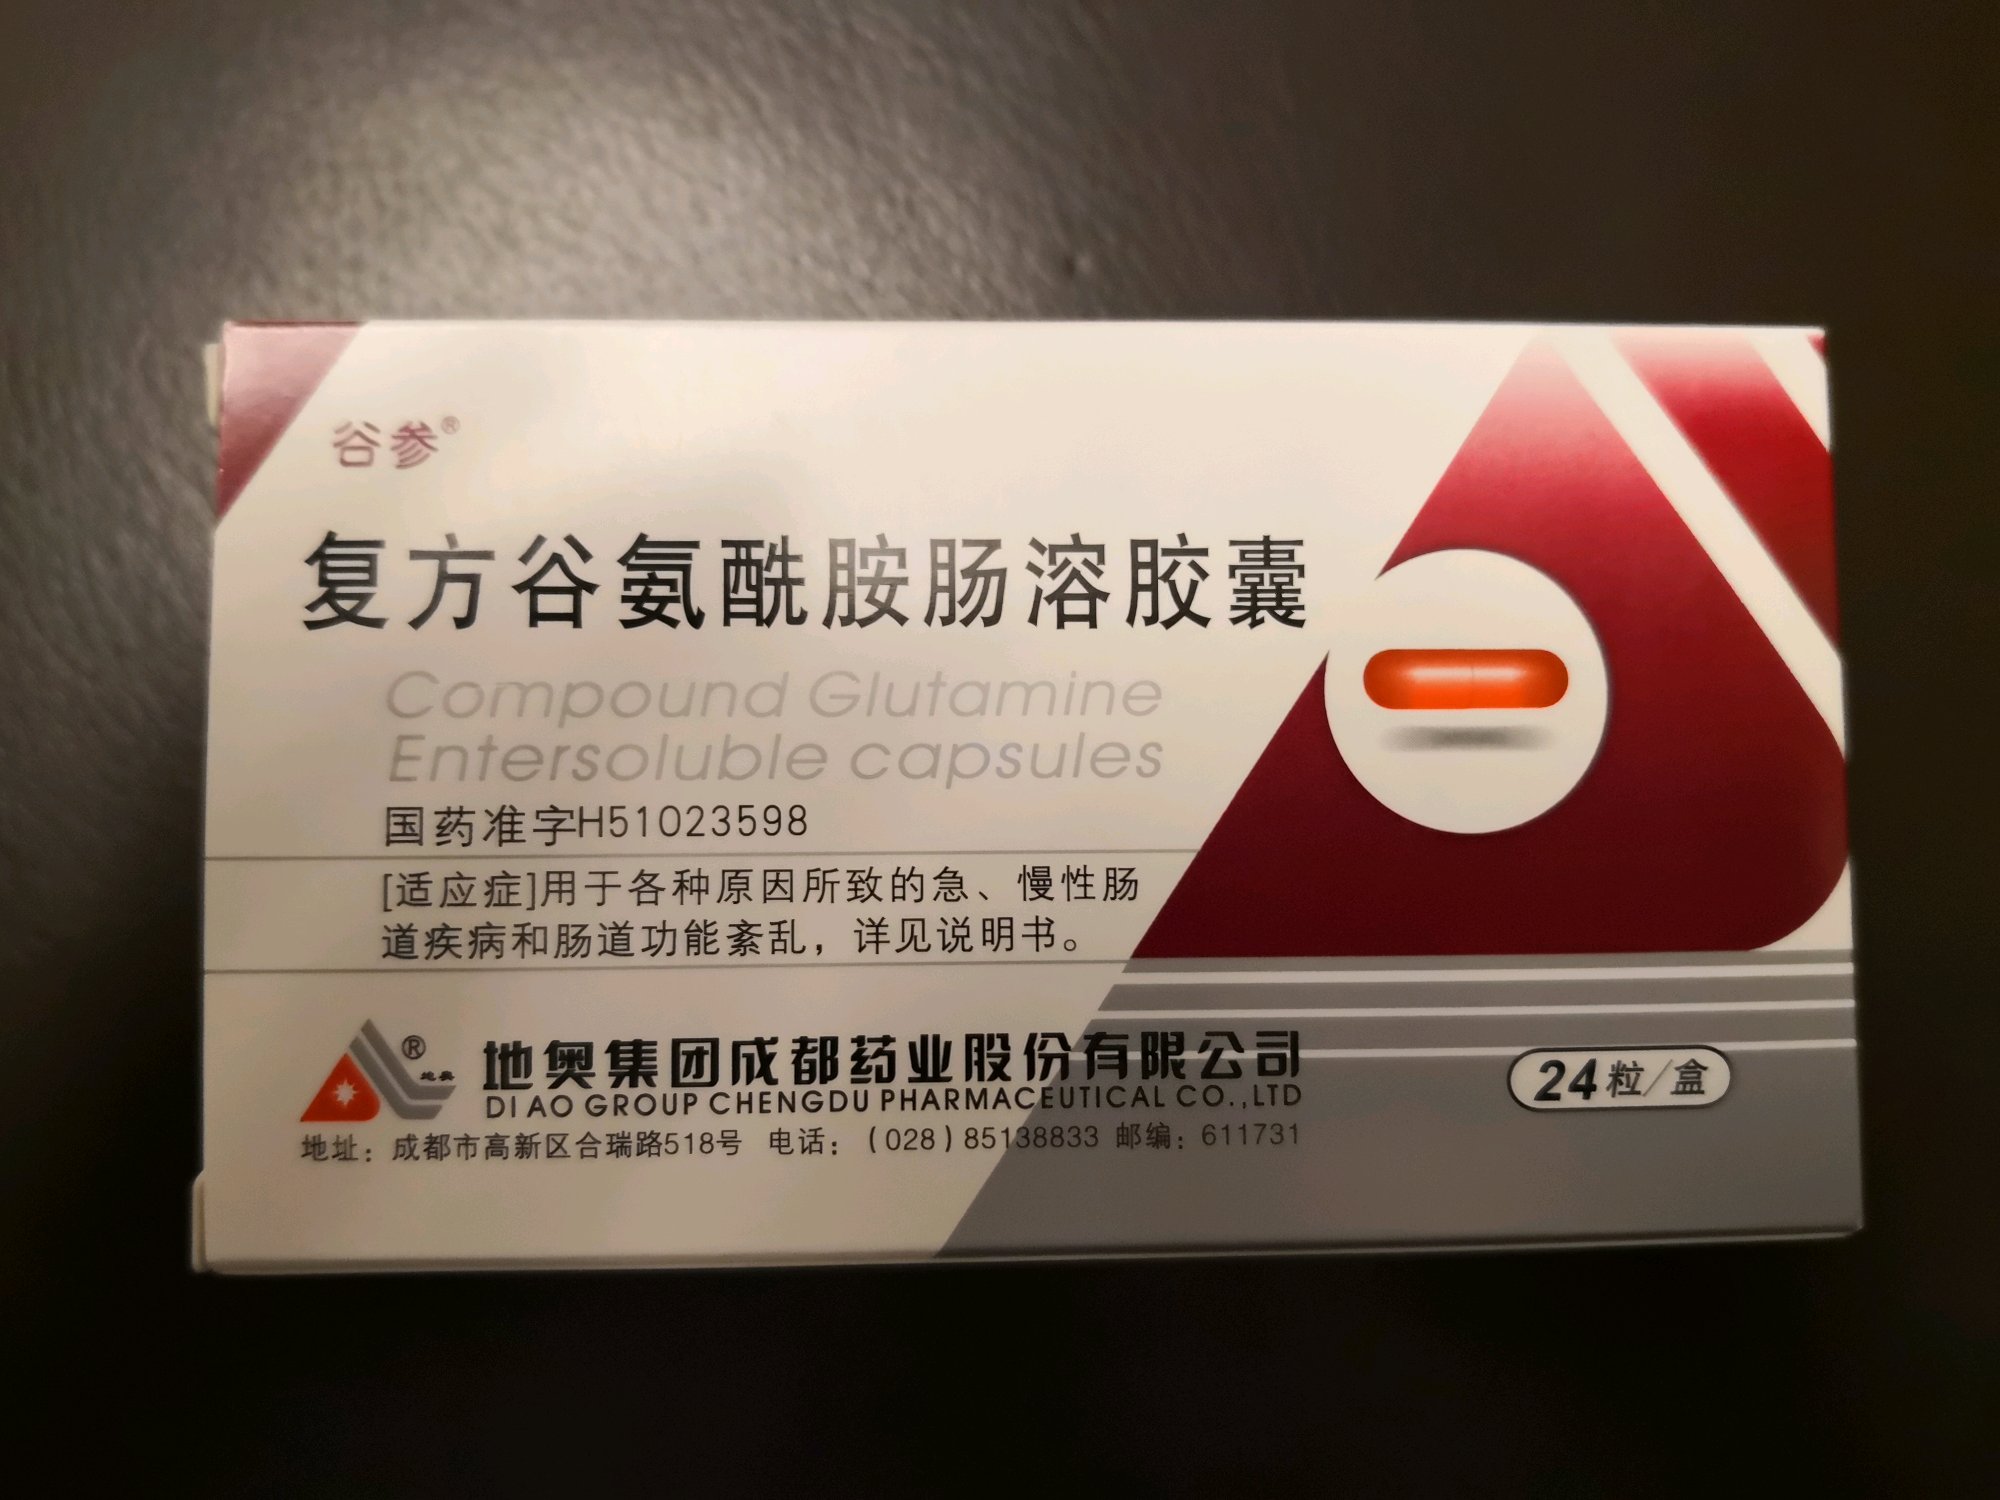 谷参®
复方谷氨酰胺肠溶胶囊
Compound Glutamine
Entersoluble capsules
国药准字H51023598
[适应症]用于各种原因所致的急、慢性肠
道疾病和肠道功能紊乱，详见说明书。
® 地奥
地奥集团成都药业股份有限公司
DI AO GROUP CHENGDU PHARMACEUTICAL CO.,LTD
地址：成都市高新区合瑞路518号 电话：（028）85138833 邮编：611731
24粒/盒